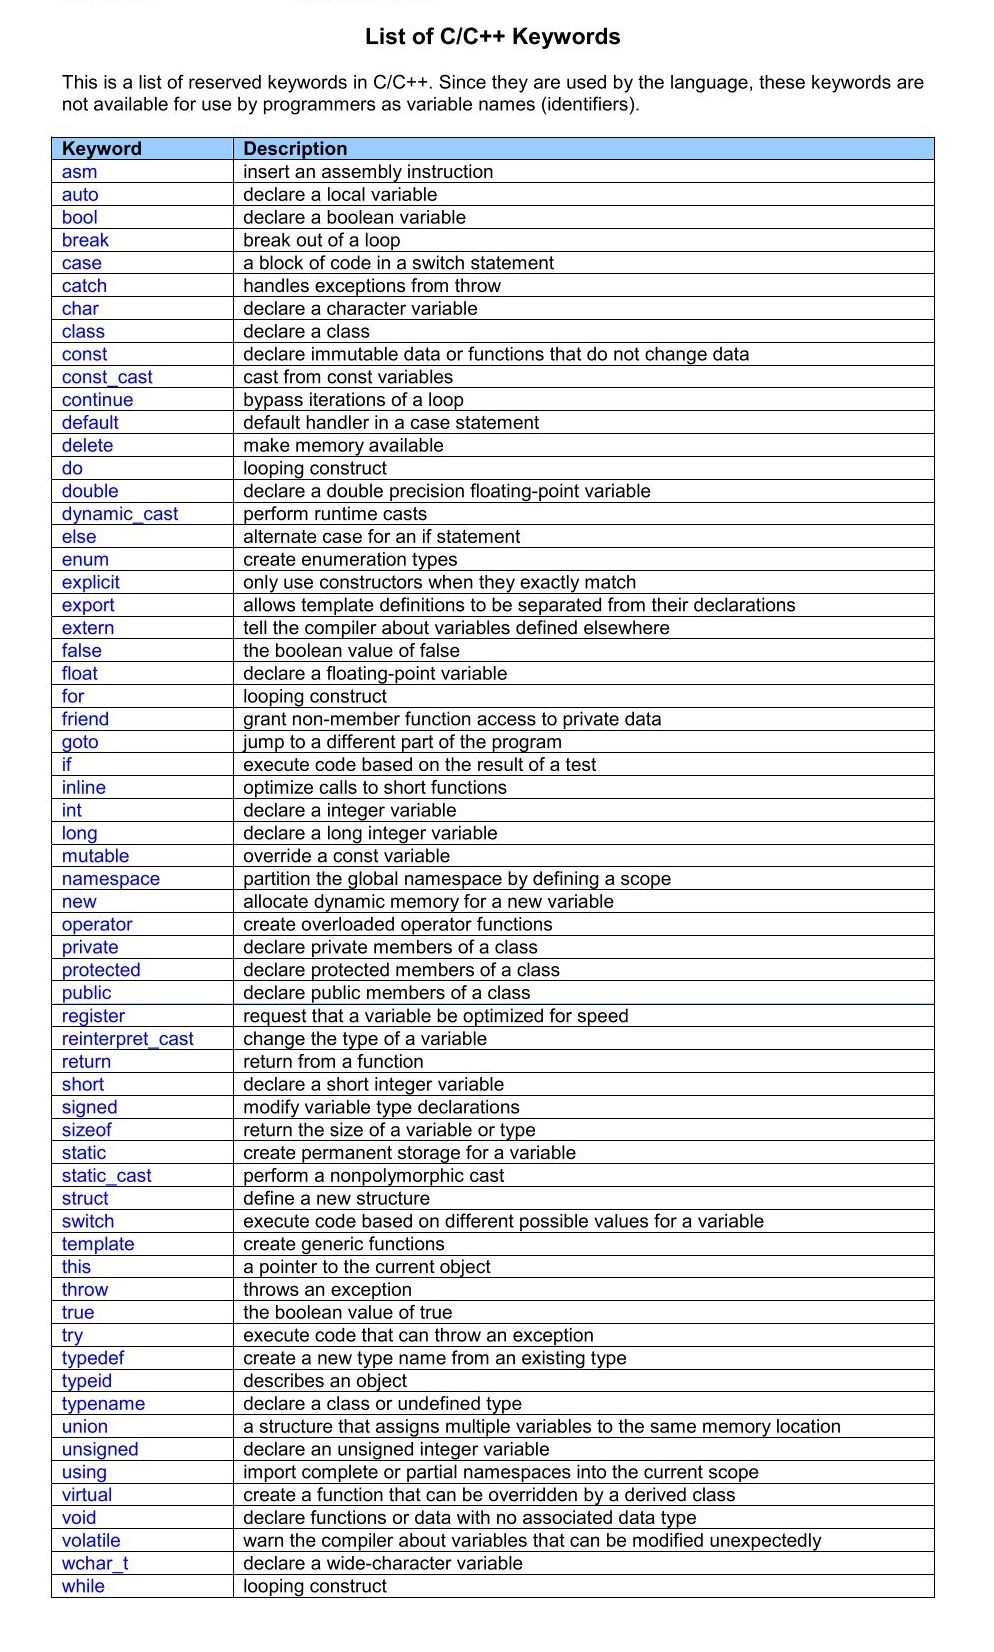 List of C/C++ Keywords
This is a list of reserved keywords in C/C++. Since they are used by the language, these keywords are
not available for use by programmers as variable names (identifiers).
Keyword Description
asm insert an assembly instruction
auto declare a local variable
bool declare a boolean variable
break break out of a loop
case a block of code in a switch statement
catch handles exceptions from throw
char declare a character variable
class declare a class
const declare immutable data or functions that do not change data
const_cast cast from const variables
continue bypass iterations of a loop
default default handler in a case statement
delete make memory available
do looping construct
double declare a double precision floating-point variable
dynamic_cast perform runtime casts
else alternate case for an if statement
enum create enumeration types
explicit only use constructors when they exactly match
export allows template definitions to be separated from their declarations
extern tell the compiler about variables defined elsewhere
false the boolean value of false
float declare a floating-point variable
for looping construct
friend grant non-member function access to private data
goto jump to a different part of the program
if execute code based on the result of a test
inline optimize calls to short functions
int declare a integer variable
long declare a long integer variable
mutable override a const variable
namespace partition the global namespace by defining a scope
new allocate dynamic memory for a new variable
operator create overloaded operator functions
private declare private members of a class
protected declare protected members of a class
public declare public members of a class
register request that a variable be optimized for speed
reinterpret_cast change the type of a variable
return return from a function
short declare a short integer variable
signed modify variable type declarations
sizeof return the size of a variable or type
static create permanent storage for a variable
static_cast perform a nonpolymorphic cast
struct define a new structure
switch execute code based on different possible values for a variable
template create generic functions
this a pointer to the current object
throw throws an exception
true the boolean value of true
try execute code that can throw an exception
typedef create a new type name from an existing type
typeid describes an object
typename declare a class or undefined type
union a structure that assigns multiple variables to the same memory location
unsigned declare an unsigned integer variable
using import complete or partial namespaces into the current scope
virtual create a function that can be overridden by a derived class
void declare functions or data with no associated data type
volatile warn the compiler about variables that can be modified unexpectedly
wchar_t declare a wide-character variable
while looping construct